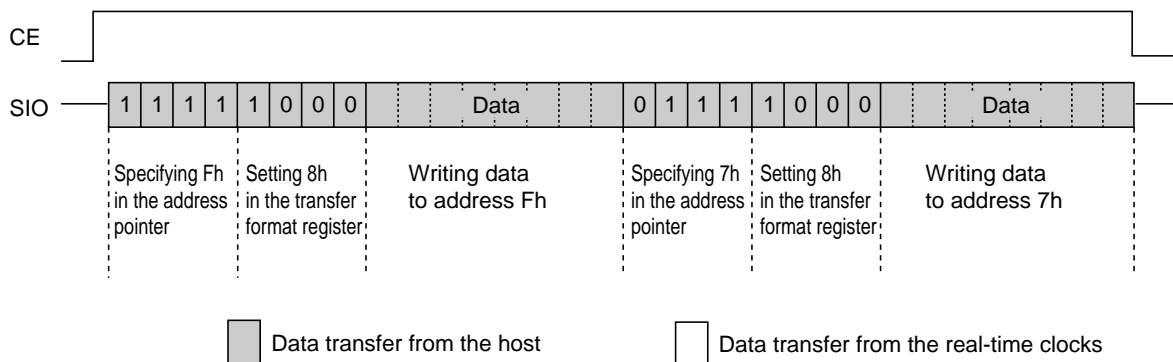 CE
SIO
1 1 1 1 1 0 0 0 Data 0 1 1 1 1 0 0 0 Data
Specifying Fh
in the address
pointer
Setting 8h
in the transfer
format register
Writing data
to address Fh
Specifying 7h
in the address
pointer
Setting 8h
in the transfer
format register
Writing data
to address 7h
Data transfer from the host
Data transfer from the real-time clocks